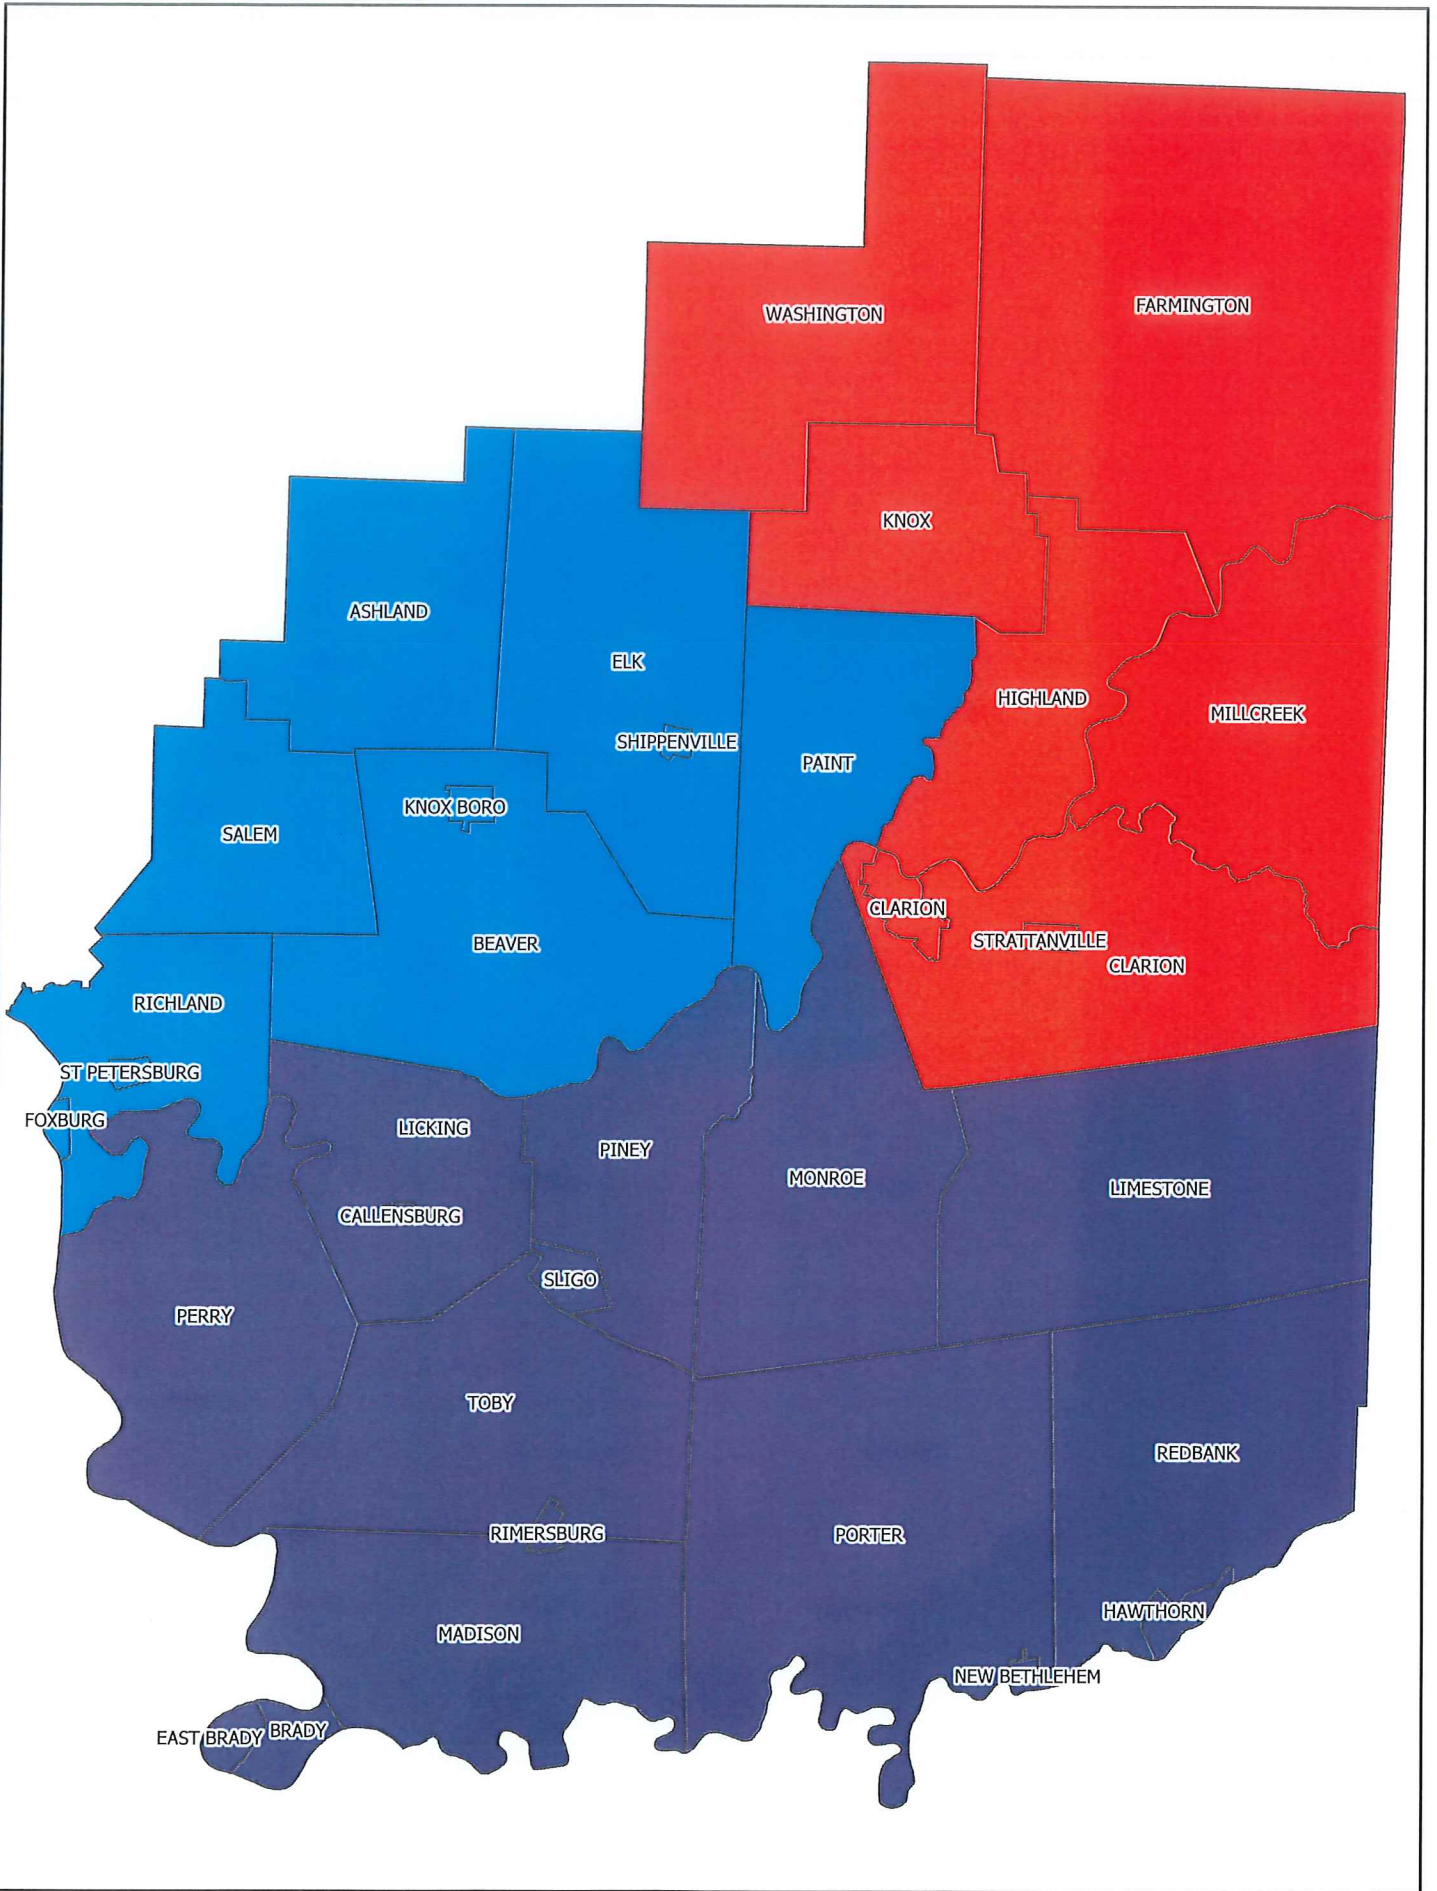 FARMINGTON
WASHINGTON
KNOX
ASHLAND
ELK
HIGHLAND
MILLCREEK
SHIPPENVILLE
PAINT
KNOX BORO
SALEM
CLARION
STRATTANVILLE
BEAVER
CLARION
RICHLAND
ST PETERSBURG
FOXBURG
LICKING
PINEY
MONROE
LIMESTONE
CALLENSBURG
SLIGO
PERRY
TOBY
REDBANK
RIMERSBURG
PORTER
HAWTHORN
MADISON
NEW BETHLEHEM
BRADY
EAST BRADY